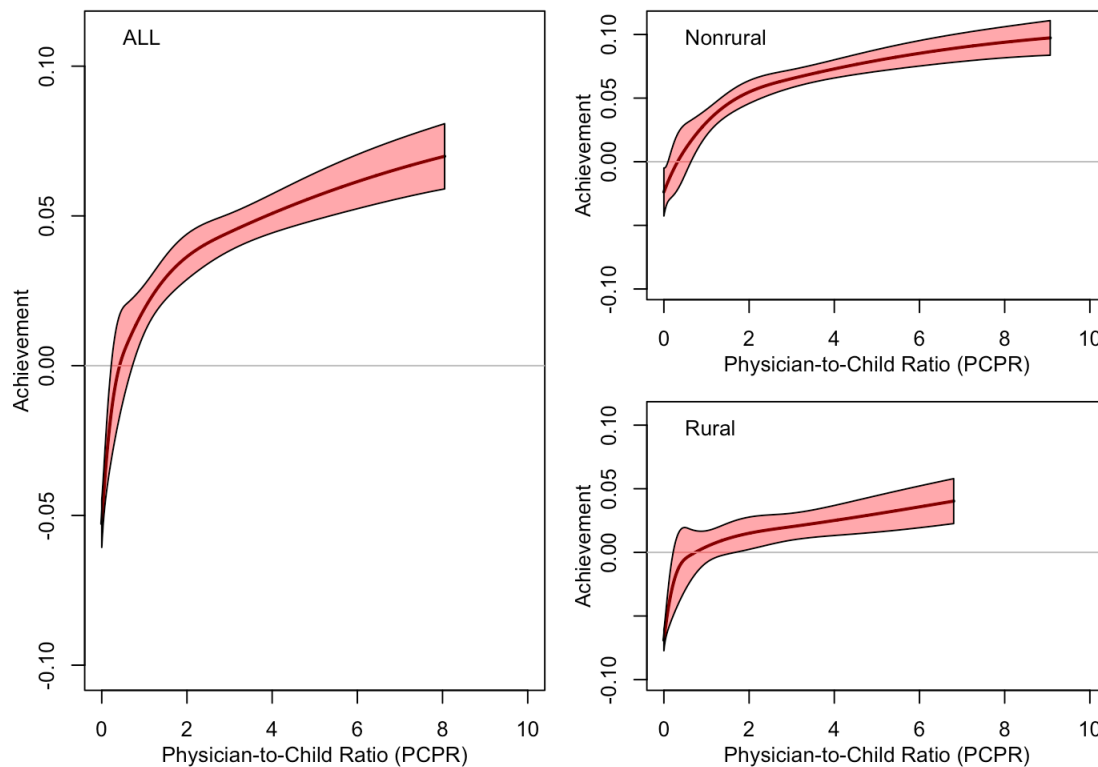 ALL
0.10
0.05
0.00
-0.05
-0.10
Achievement
0 2 4 6 8 10
Physician-to-Child Ratio (PCPR)
Nonrural
0.10
0.05
0.00
-0.10
Achievement
0 2 4 6 8 10
Physician-to-Child Ratio (PCPR)
Rural
0.10
0.05
0.00
-0.10
Achievement
0 2 4 6 8 10
Physician-to-Child Ratio (PCPR)